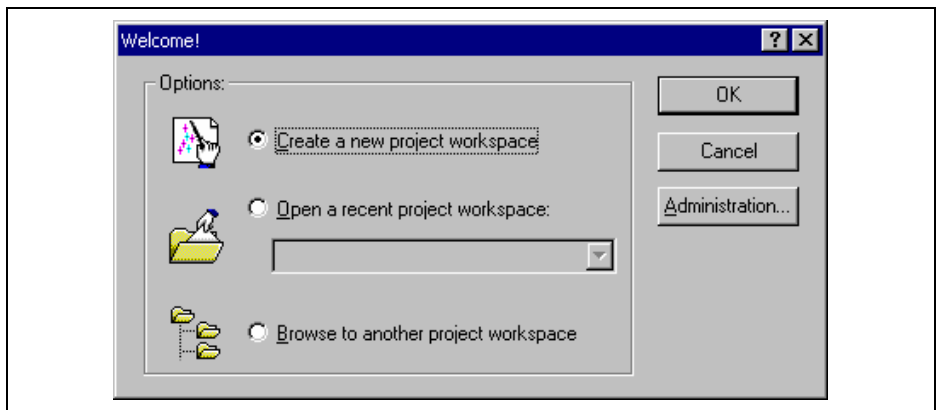 Welcome!
Options:
Create a new project workspace
Open a recent project workspace:
Browse to another project workspace
OK
Cancel
Administration...